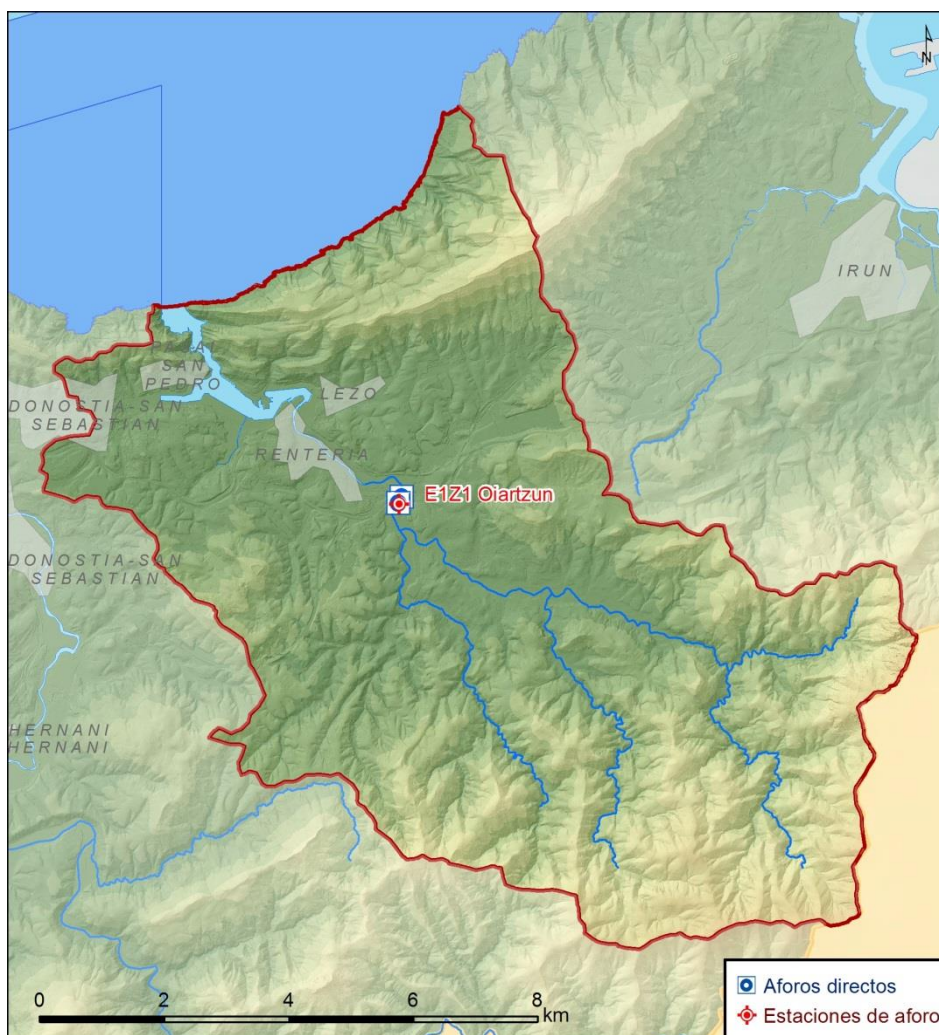 N
IRUN
SAN
PEDRO
LEZO
DONOSTIA-SAN
SEBASTIAN
RENTERIA
E1Z1 Oiartzun
DONOSTIA-SAN
SEBASTIAN
HERNANI
HERNANI
Aforos directos
Estaciones de aforo
0 2 4 6 8
km